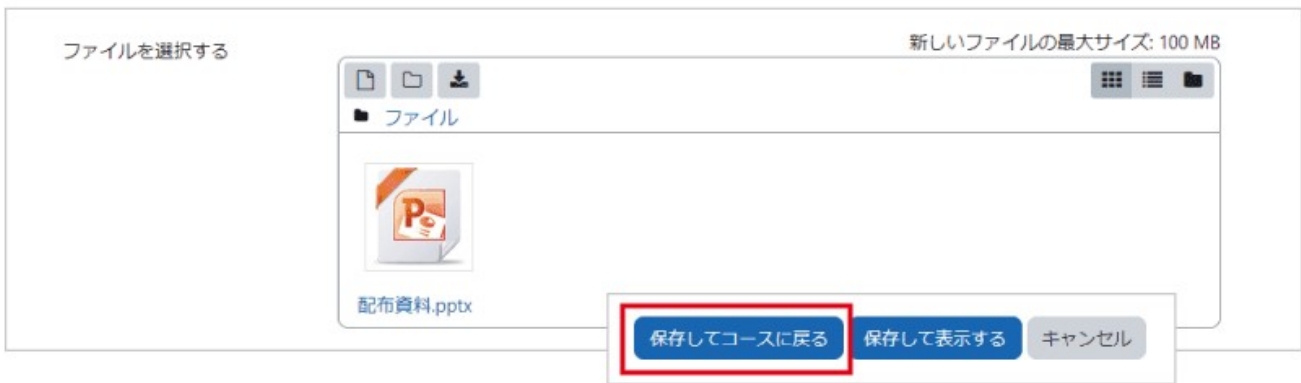 ファイルを選択する
新しいファイルの最大サイズ: 100 MB
ファイル
P
配布資料.pptx
保存してコースに戻る 保存して表示する キャンセル